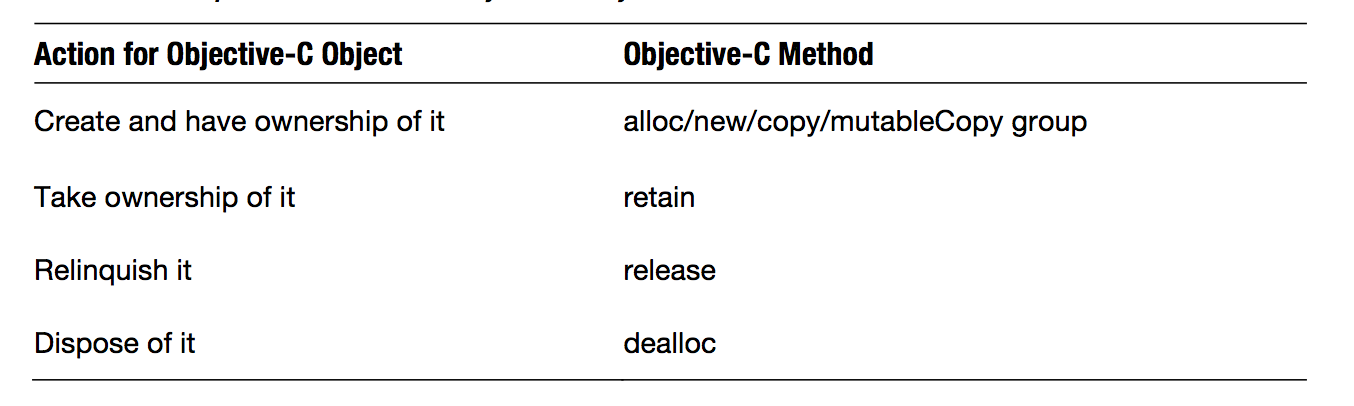 Action for Objective-C Object Objective-C Method
Create and have ownership of it alloc/new/copy/mutableCopy group
Take ownership of it retain
Relinquish it release
Dispose of it dealloc